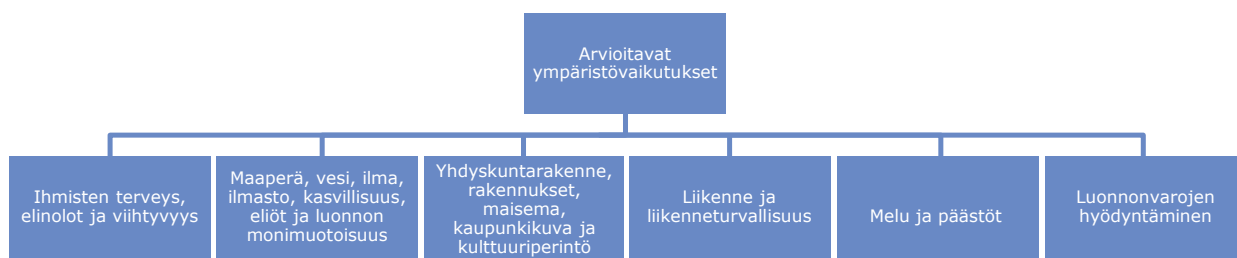 Arvioitavat
ympäristövaikutukset
Ihmisten terveys,
elinolot ja viihtyvyys
Maaperä, vesi, ilma,
ilmasto, kasvillisuus,
eliöt ja luonnon
monimuotoisuus
Yhdyskuntarakenne,
rakennukset,
maisema,
kaupunkikuva ja
kulttuuriperintö
Liikenne ja
liikenneturvallisuus
Melu ja päästöt
Luonnonvarojen
hyödyntäminen